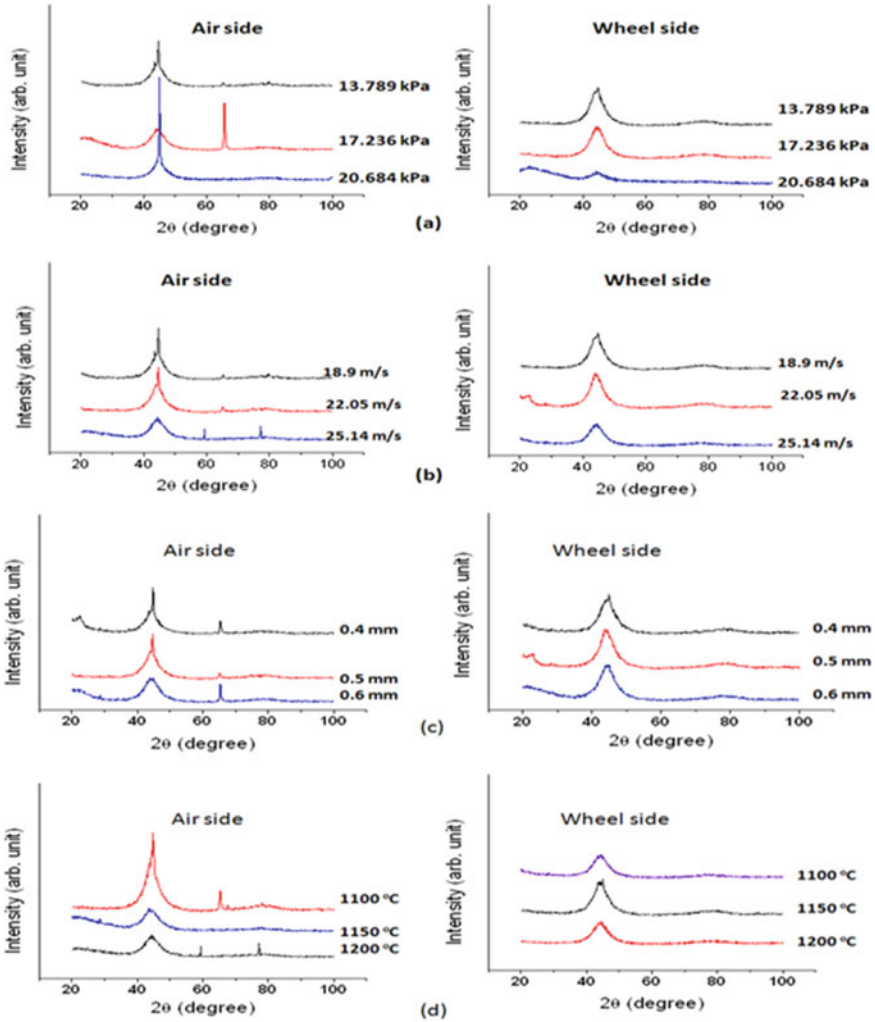 Air side
Intensity (arb. unit)
13.789 kPa
17.236 kPa
20.684 kPa
20 40 60 80 100
2θ (degree)
Wheel side
Intensity (arb. unit)
13.789 kPa
17.236 kPa
20.684 kPa
20 40 60 80 100
2θ (degree)
(a)
Air side
Intensity (arb. unit)
18.9 m/s
22.05 m/s
25.14 m/s
20 40 60 80 100
2θ (degree)
Wheel side
Intensity (arb. unit)
18.9 m/s
22.05 m/s
25.14 m/s
20 40 60 80 100
2θ (degree)
(b)
Air side
Intensity (arb. unit)
0.4 mm
0.5 mm
0.6 mm
20 40 60 80 100
2θ (degree)
Wheel side
Intensity (arb. unit)
0.4 mm
0.5 mm
0.6 mm
20 40 60 80 100
2θ (degree)
(c)
Air side
Intensity (arb. unit)
1100 ºC
1150 ºC
1200 ºC
20 40 60 80 100
2θ (degree)
Wheel side
Intensity (arb. unit)
1100 ºC
1150 ºC
1200 ºC
20 40 60 80 100
2θ (degree)
(d)